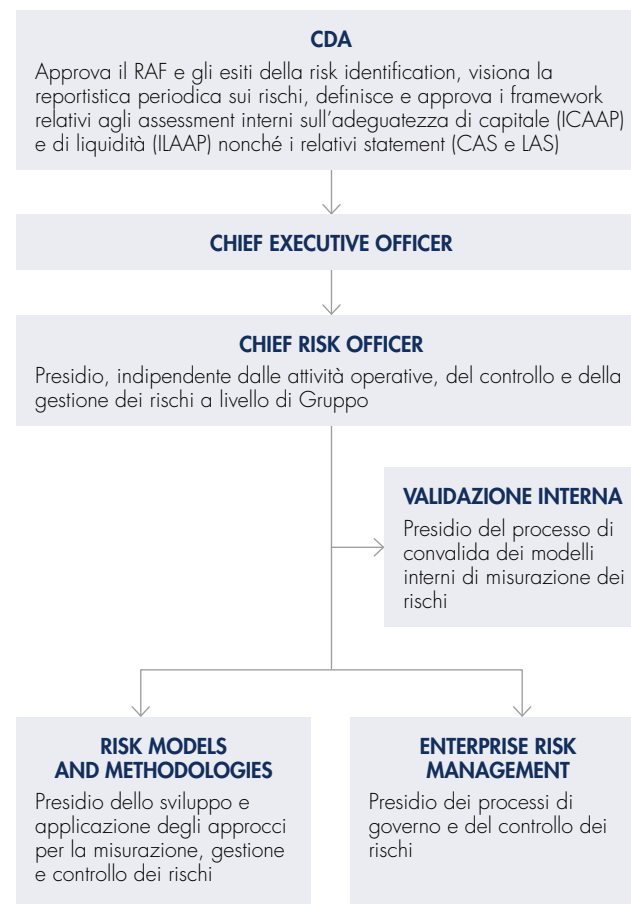 CDA
Approva il RAF e gli esiti della risk identification, visiona la
reportistica periodica sui rischi, definisce e approva i framework
relativi agli assessment interni sull’adeguatezza di capitale (ICAAP)
e di liquidità (ILAAP) nonché i relativi statement (CAS e LAS)
CHIEF EXECUTIVE OFFICER
CHIEF RISK OFFICER
Presidio, indipendente dalle attività operative, del controllo e della
gestione dei rischi a livello di Gruppo
VALIDAZIONE INTERNA
Presidio del processo di
convalida dei modelli
interni di misurazione dei
rischi
RISK MODELS
AND METHODOLOGIES
Presidio dello sviluppo e
applicazione degli approcci
per la misurazione, gestione
e controllo dei rischi
ENTERPRISE RISK
MANAGEMENT
Presidio dei processi di
governo e del controllo dei
rischi